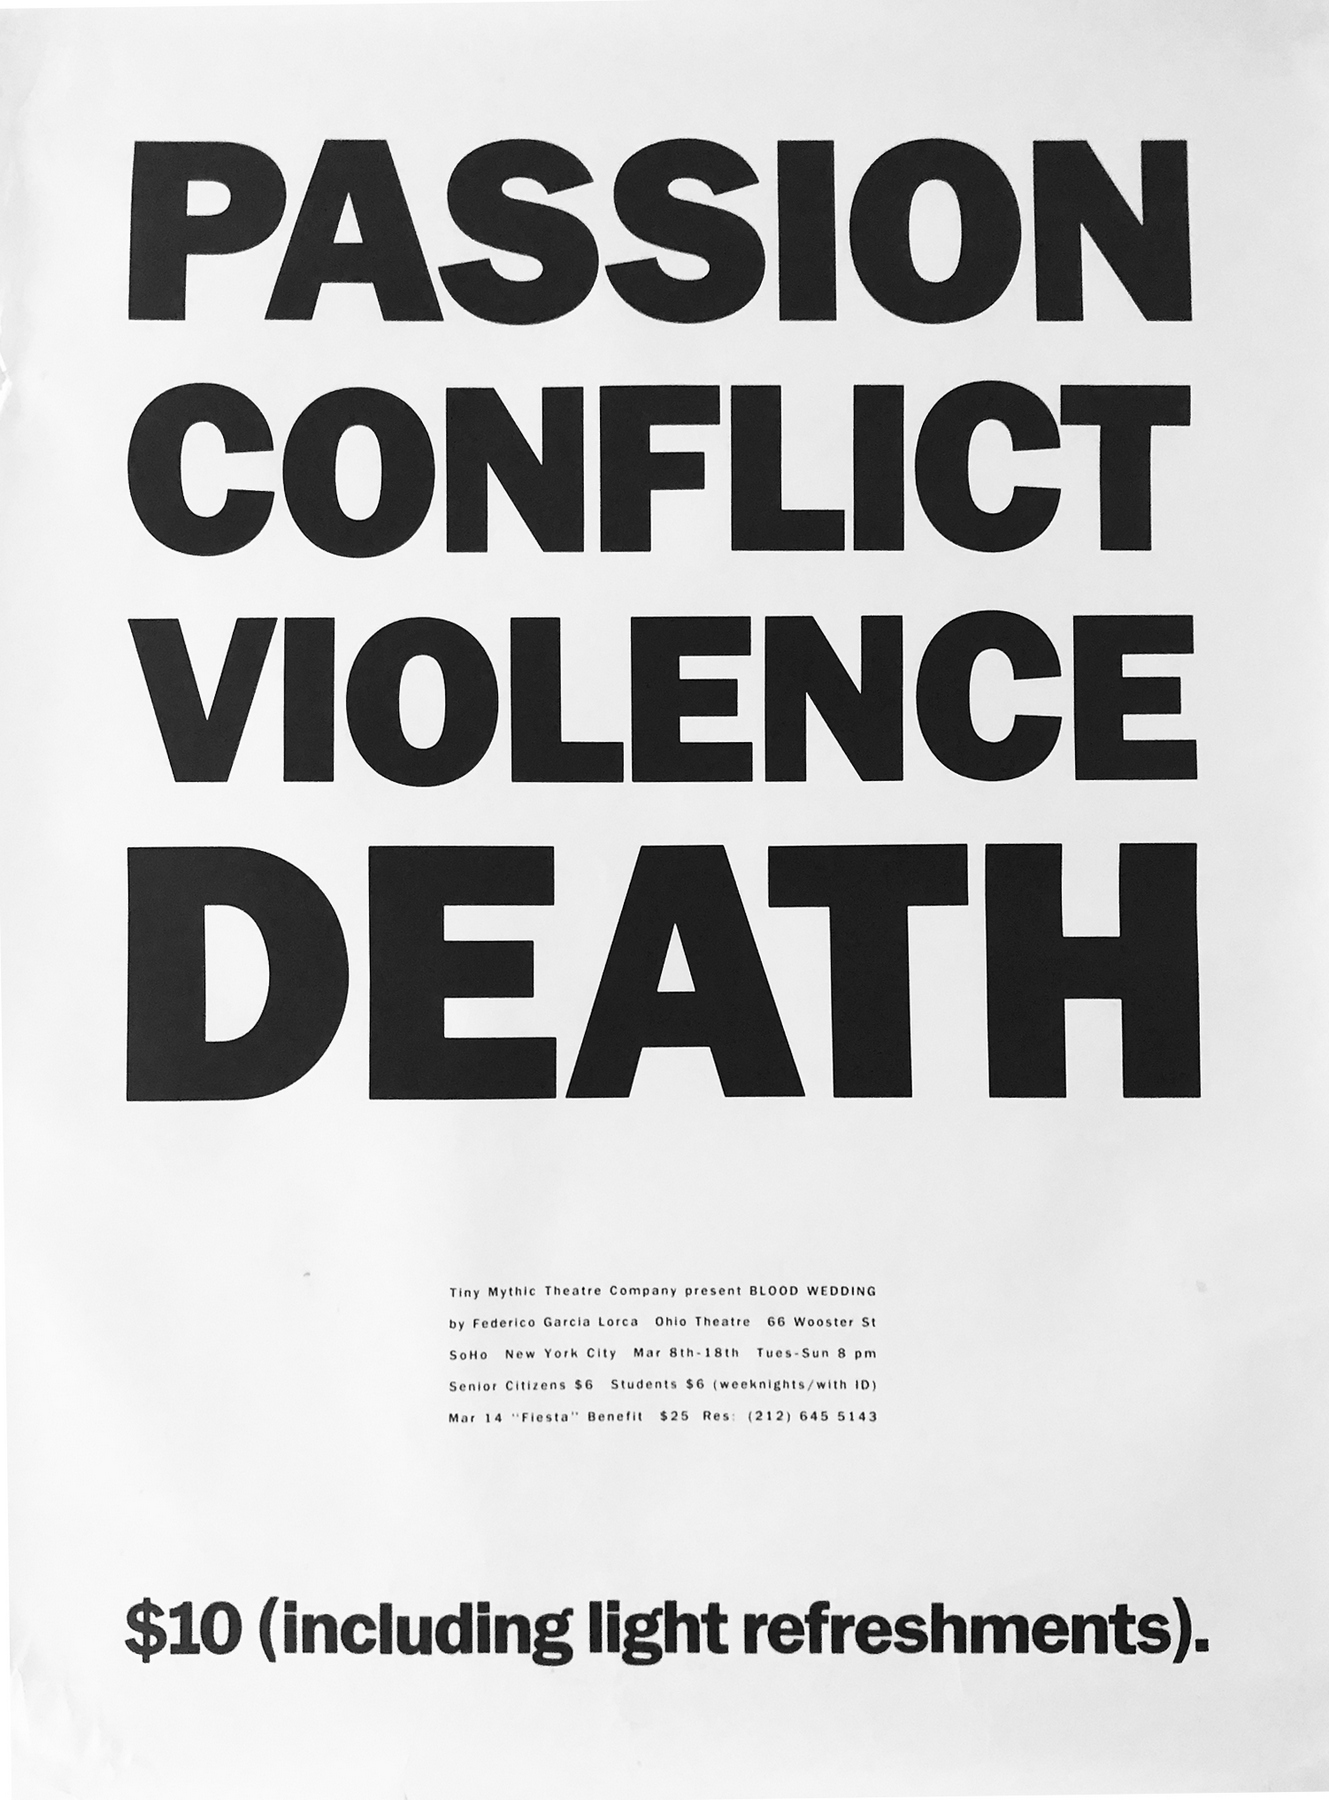 PASSION
CONFLICT
VIOLENCE
DEATH
Tiny Mythic Theatre Company present BLOOD WEDDING
by Federico Garcia Lorca Ohio Theatre 66 Wooster St
SoHo New York City Mar 8th-18th Tues-Sun 8 pm
Senior Citizens $6 Students $6 (weeknights/with ID)
Mar 14 "Fiesta" Benefit $25 Res: (212) 645 5143
$10 (including light refreshments).